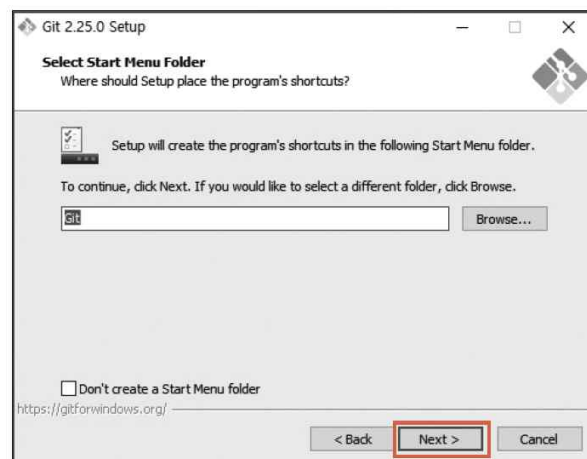 Git 2.25.0 Setup
Select Start Menu Folder
Where should Setup place the program's shortcuts?
Setup will create the program's shortcuts in the following Start Menu folder.
To continue, click Next. If you would like to select a different folder, click Browse.
Git
Browse...
Don't create a Start Menu folder
https://gitforwindows.org/
< Back
Next >
Cancel